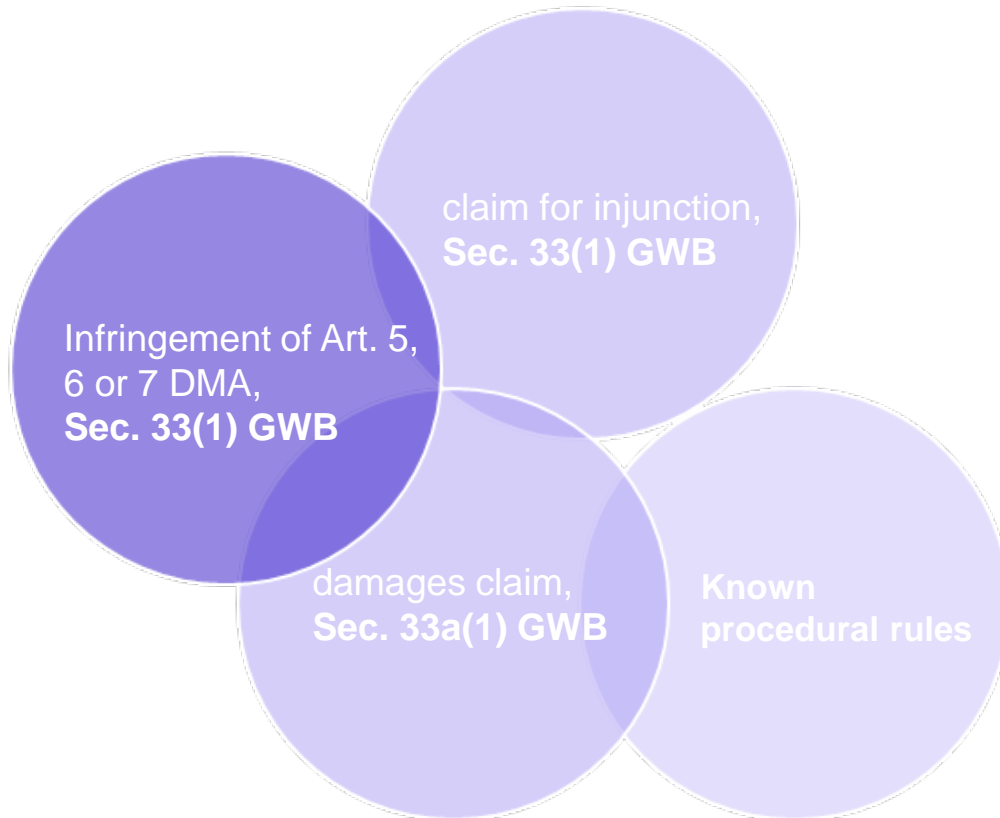 claim for injunction,
Sec. 33(1) GWB
Infringement of Art. 5,
6 or 7 DMA,
Sec. 33(1) GWB
damages claim,
Sec. 33a(1) GWB
Known
procedural rules